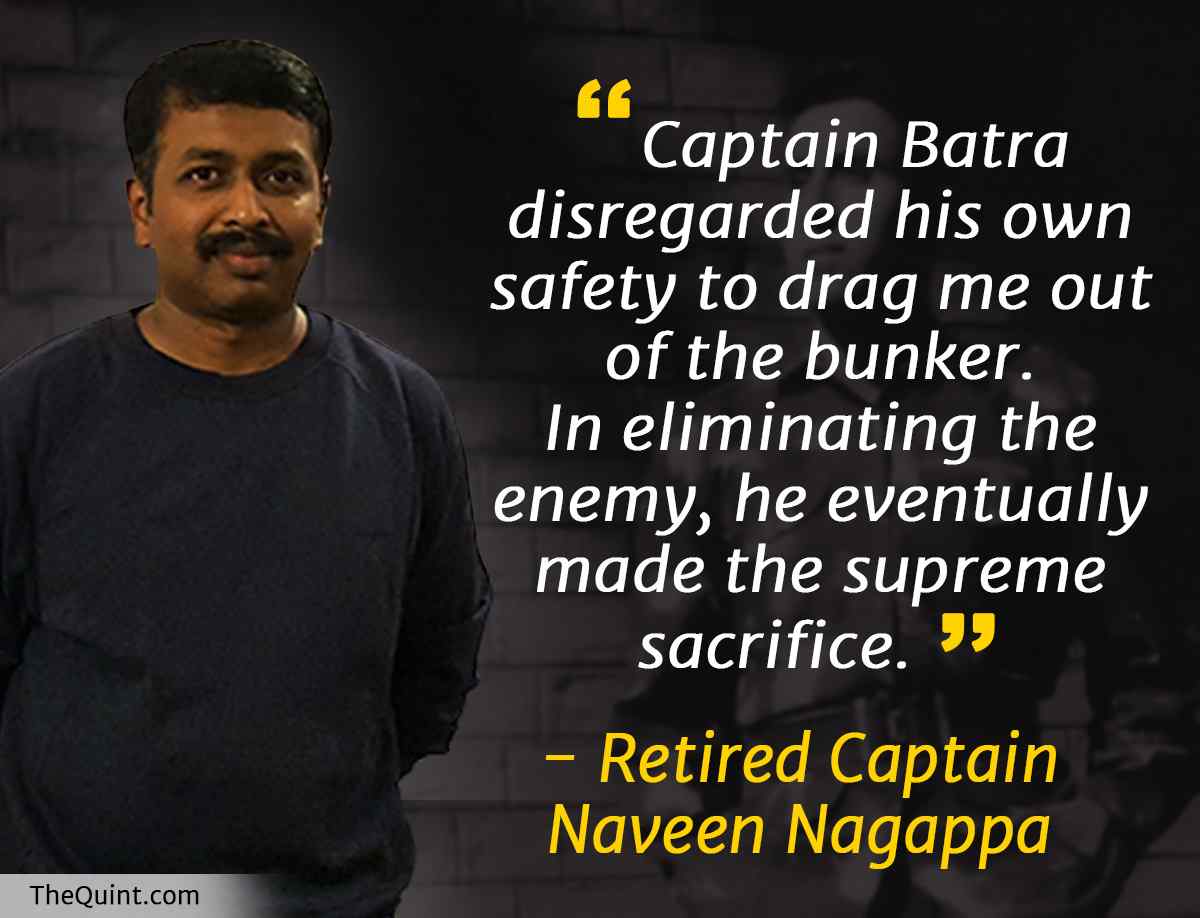 “ Captain Batra
disregarded his own
safety to drag me out
of the bunker.
In eliminating the
enemy, he eventually
made the supreme
sacrifice. ”
– Retired Captain
Naveen Nagappa
TheQuint.com